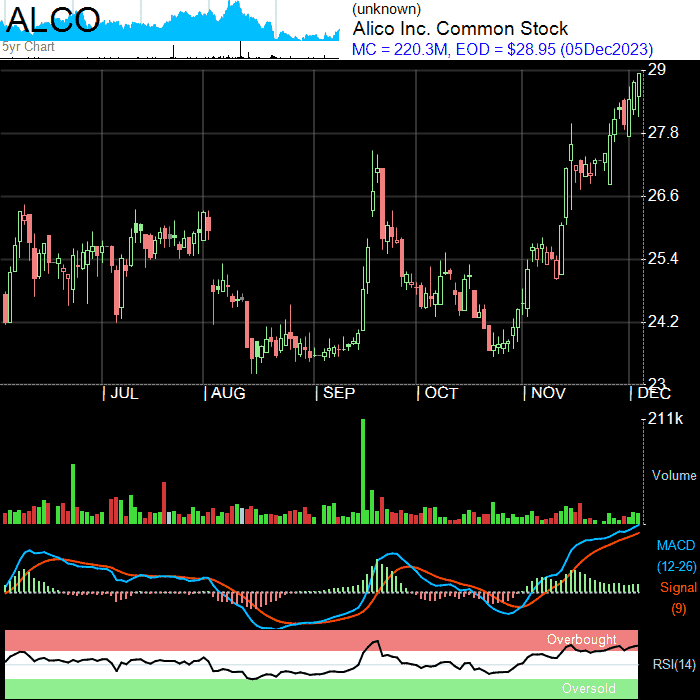 ALCO
5yr Chart
(unknown)
Alico Inc. Common Stock
MC = 220.3M, EOD = $28.95 (05Dec2023)
29
27.8
26.6
25.4
24.2
23
JUL AUG SEP OCT NOV DEC
211k
Volume
MACD
(12-26)
Signal
(9)
Overbought
RSI(14)
Oversold